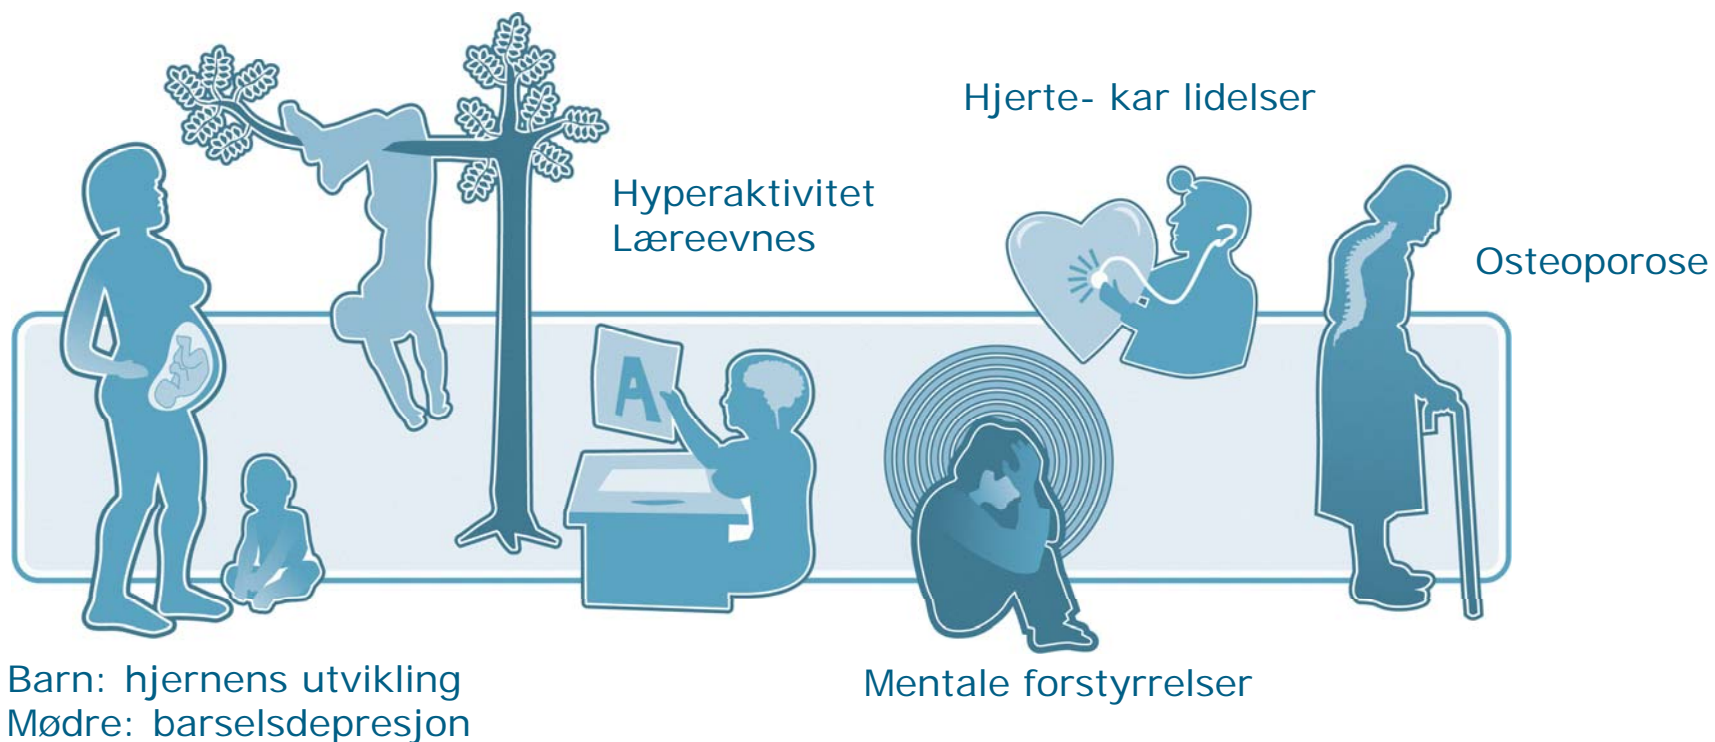 Hjerte- kar lidelser
Hyperaktivitet
Læreevnes
Osteoporose
A
Barn: hjernens utvikling
Mødre: barselsdepresjon
Mentale forstyrrelser